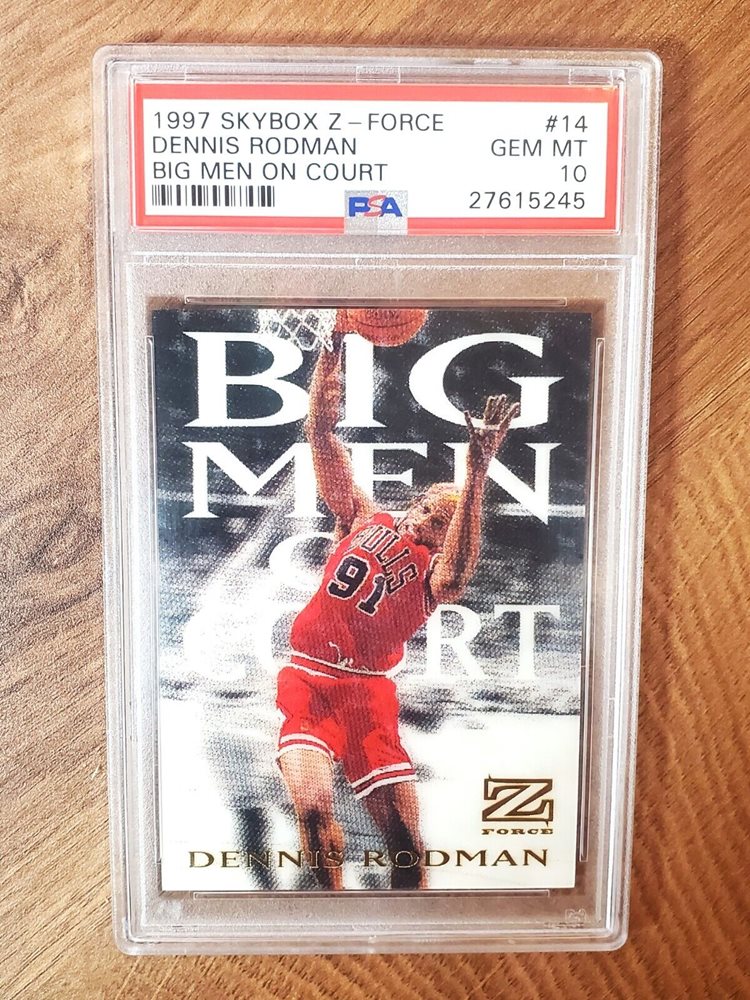 1997 SKYBOX Z-FORCE #14
DENNIS RODMAN GEM MT
BIG MEN ON COURT 10
PSA 27615245
BIG
MEN
RT
BULLS
91
Z
FORCE
DENNIS RODMAN